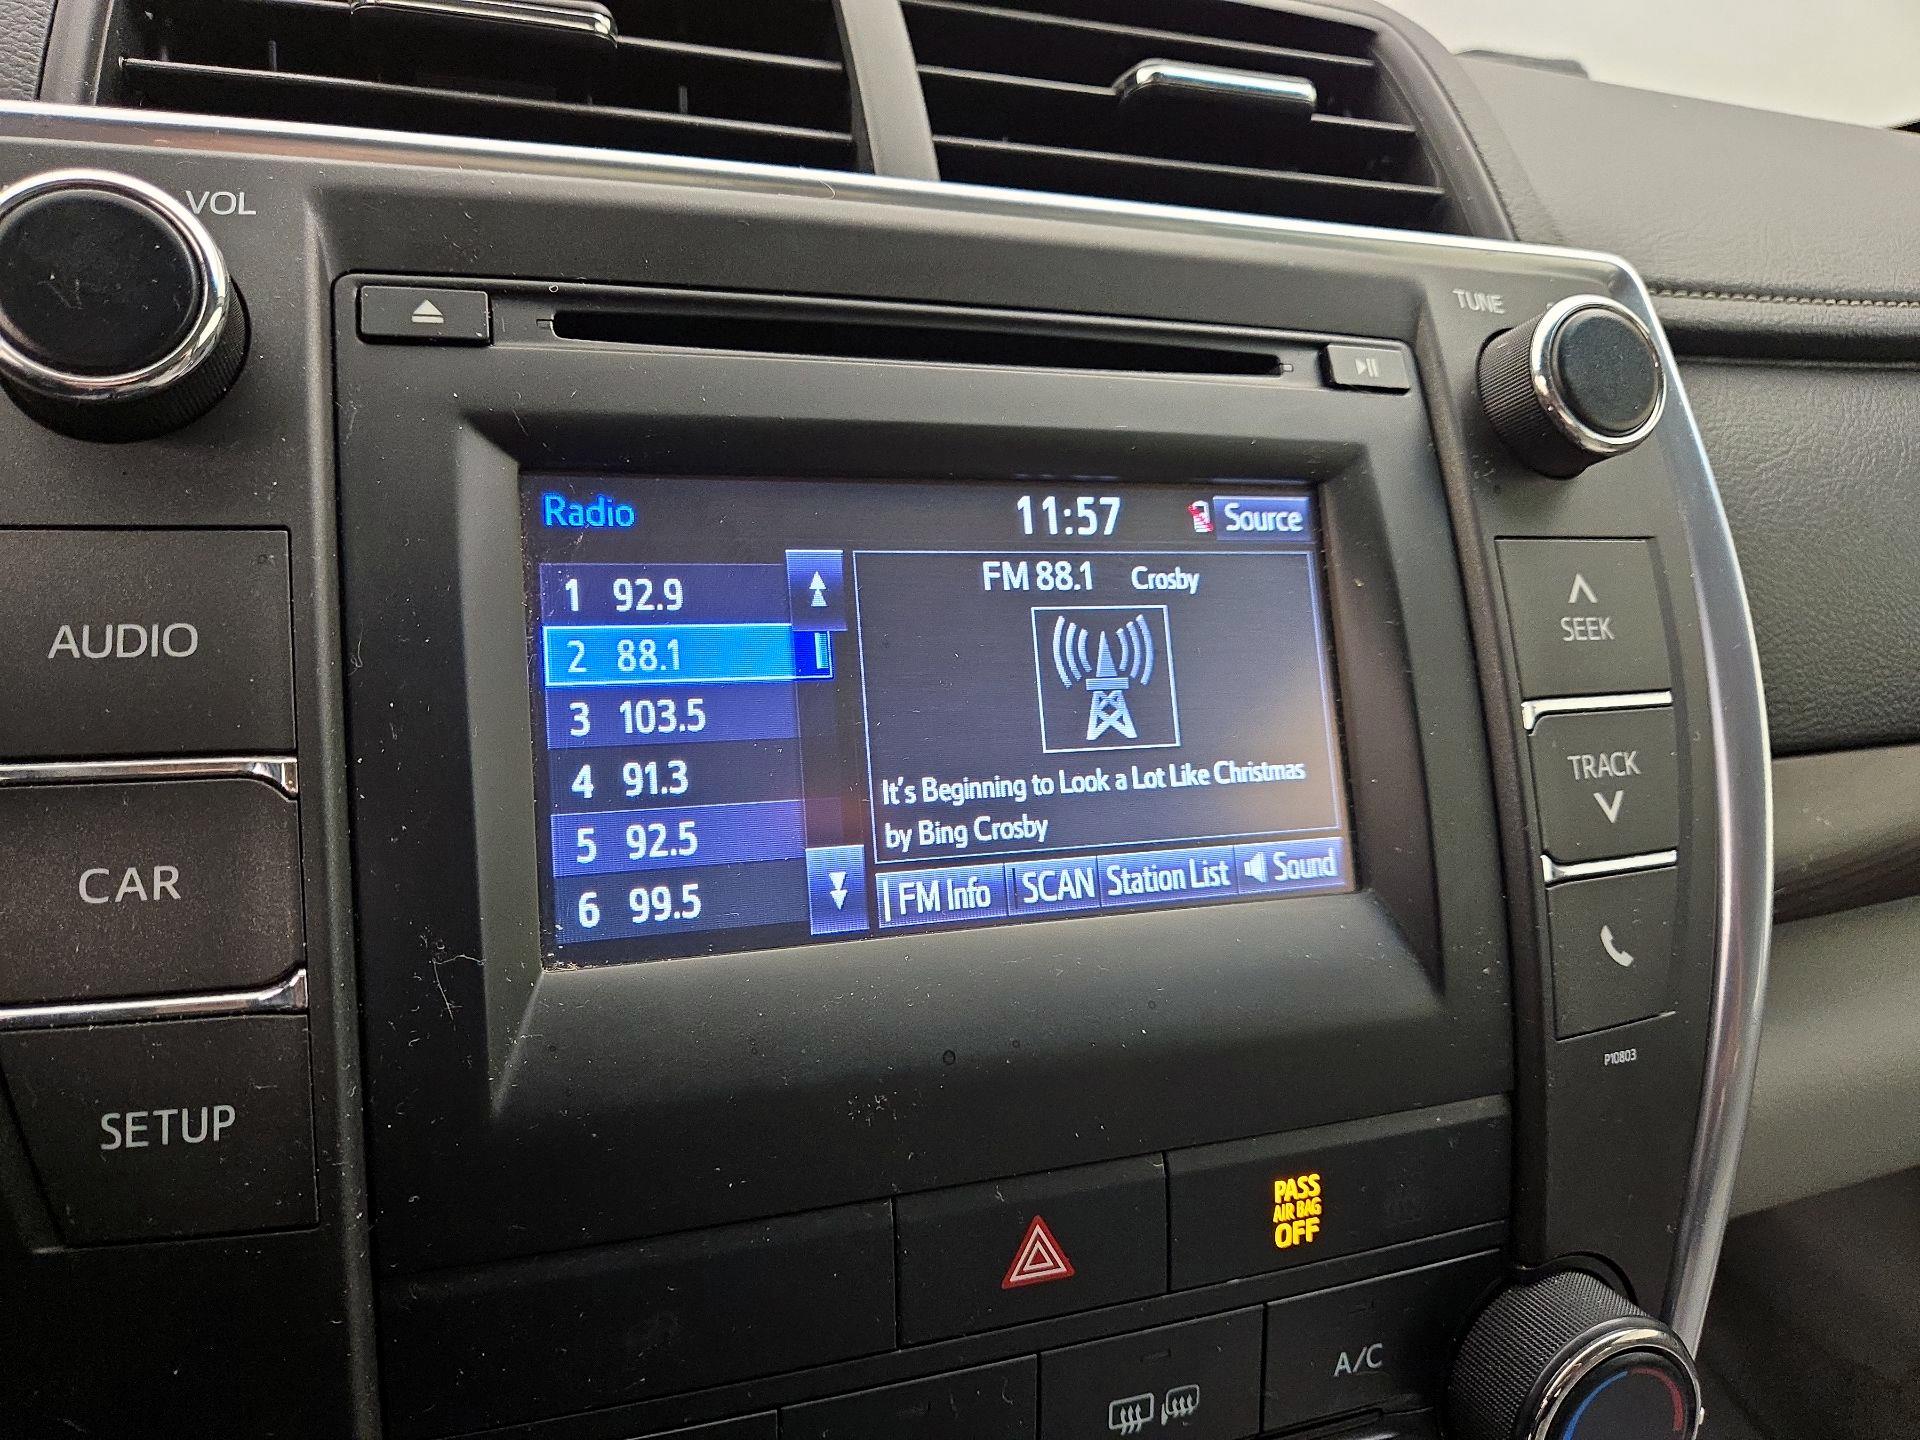 VOL
TUNE
Radio
11:57
Source
1 92.9
2 88.1
3 103.5
4 91.3
5 92.5
6 99.5
FM 88.1 Crosby
It's Beginning to Look a Lot Like Christmas
by Bing Crosby
FM Info
SCAN
Station List
Sound
AUDIO
CAR
SETUP
SEEK
TRACK
P10803
PASS
AIR BAG
OFF
A/C